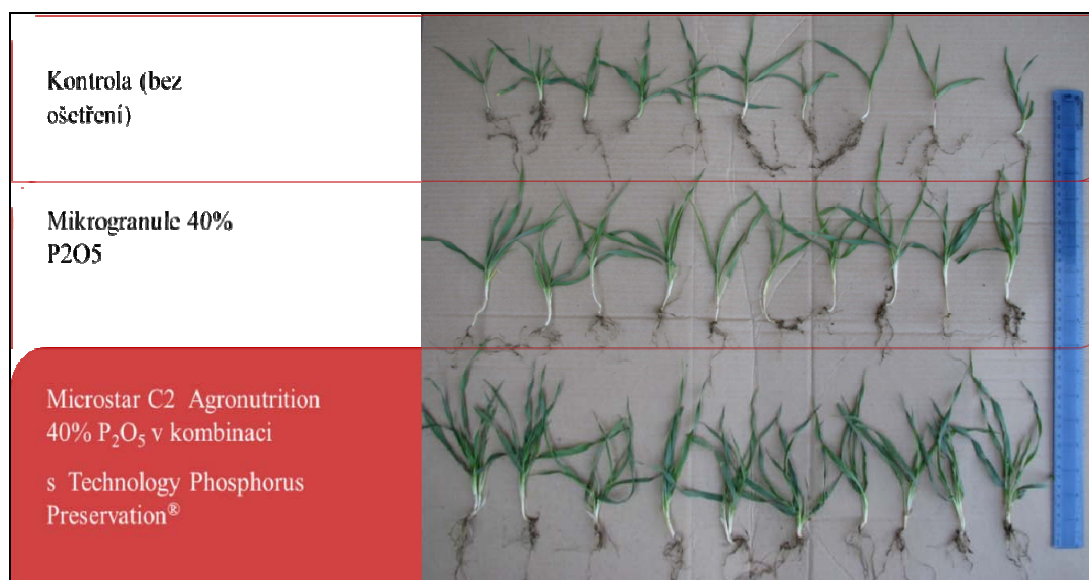 Kontrola (bez
ošetření)
Mikrogranule 40%
P2O5
Microstar C2 Agronutrition
40% P₂O₅ v kombinaci
s Technology Phosphorus
Preservation®